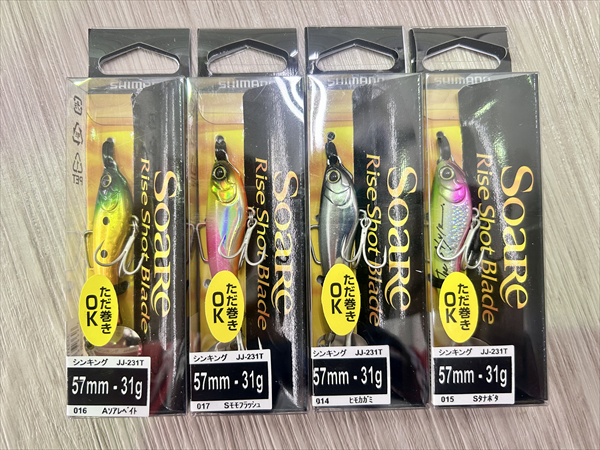 SHIMANO
Soare
Rise Shot Blade
PET
ただ巻き
OK
シンキング JJ-231T
57mm - 31g
016 Aソアレベイト
SHIMANO
Soare
Rise Shot Blade
ただ巻き
OK
シンキング JJ-231T
57mm - 31g
017 Sモモフラッシュ
SHIMANO
Soare
Rise Shot Blade
ただ巻き
OK
シンキング JJ-231T
57mm - 31g
014 ヒモカガミ
SHIMANO
Soare
Rise Shot Blade
ただ巻き
OK
シンキング JJ-231T
57mm - 31g
015 Sタナボタ